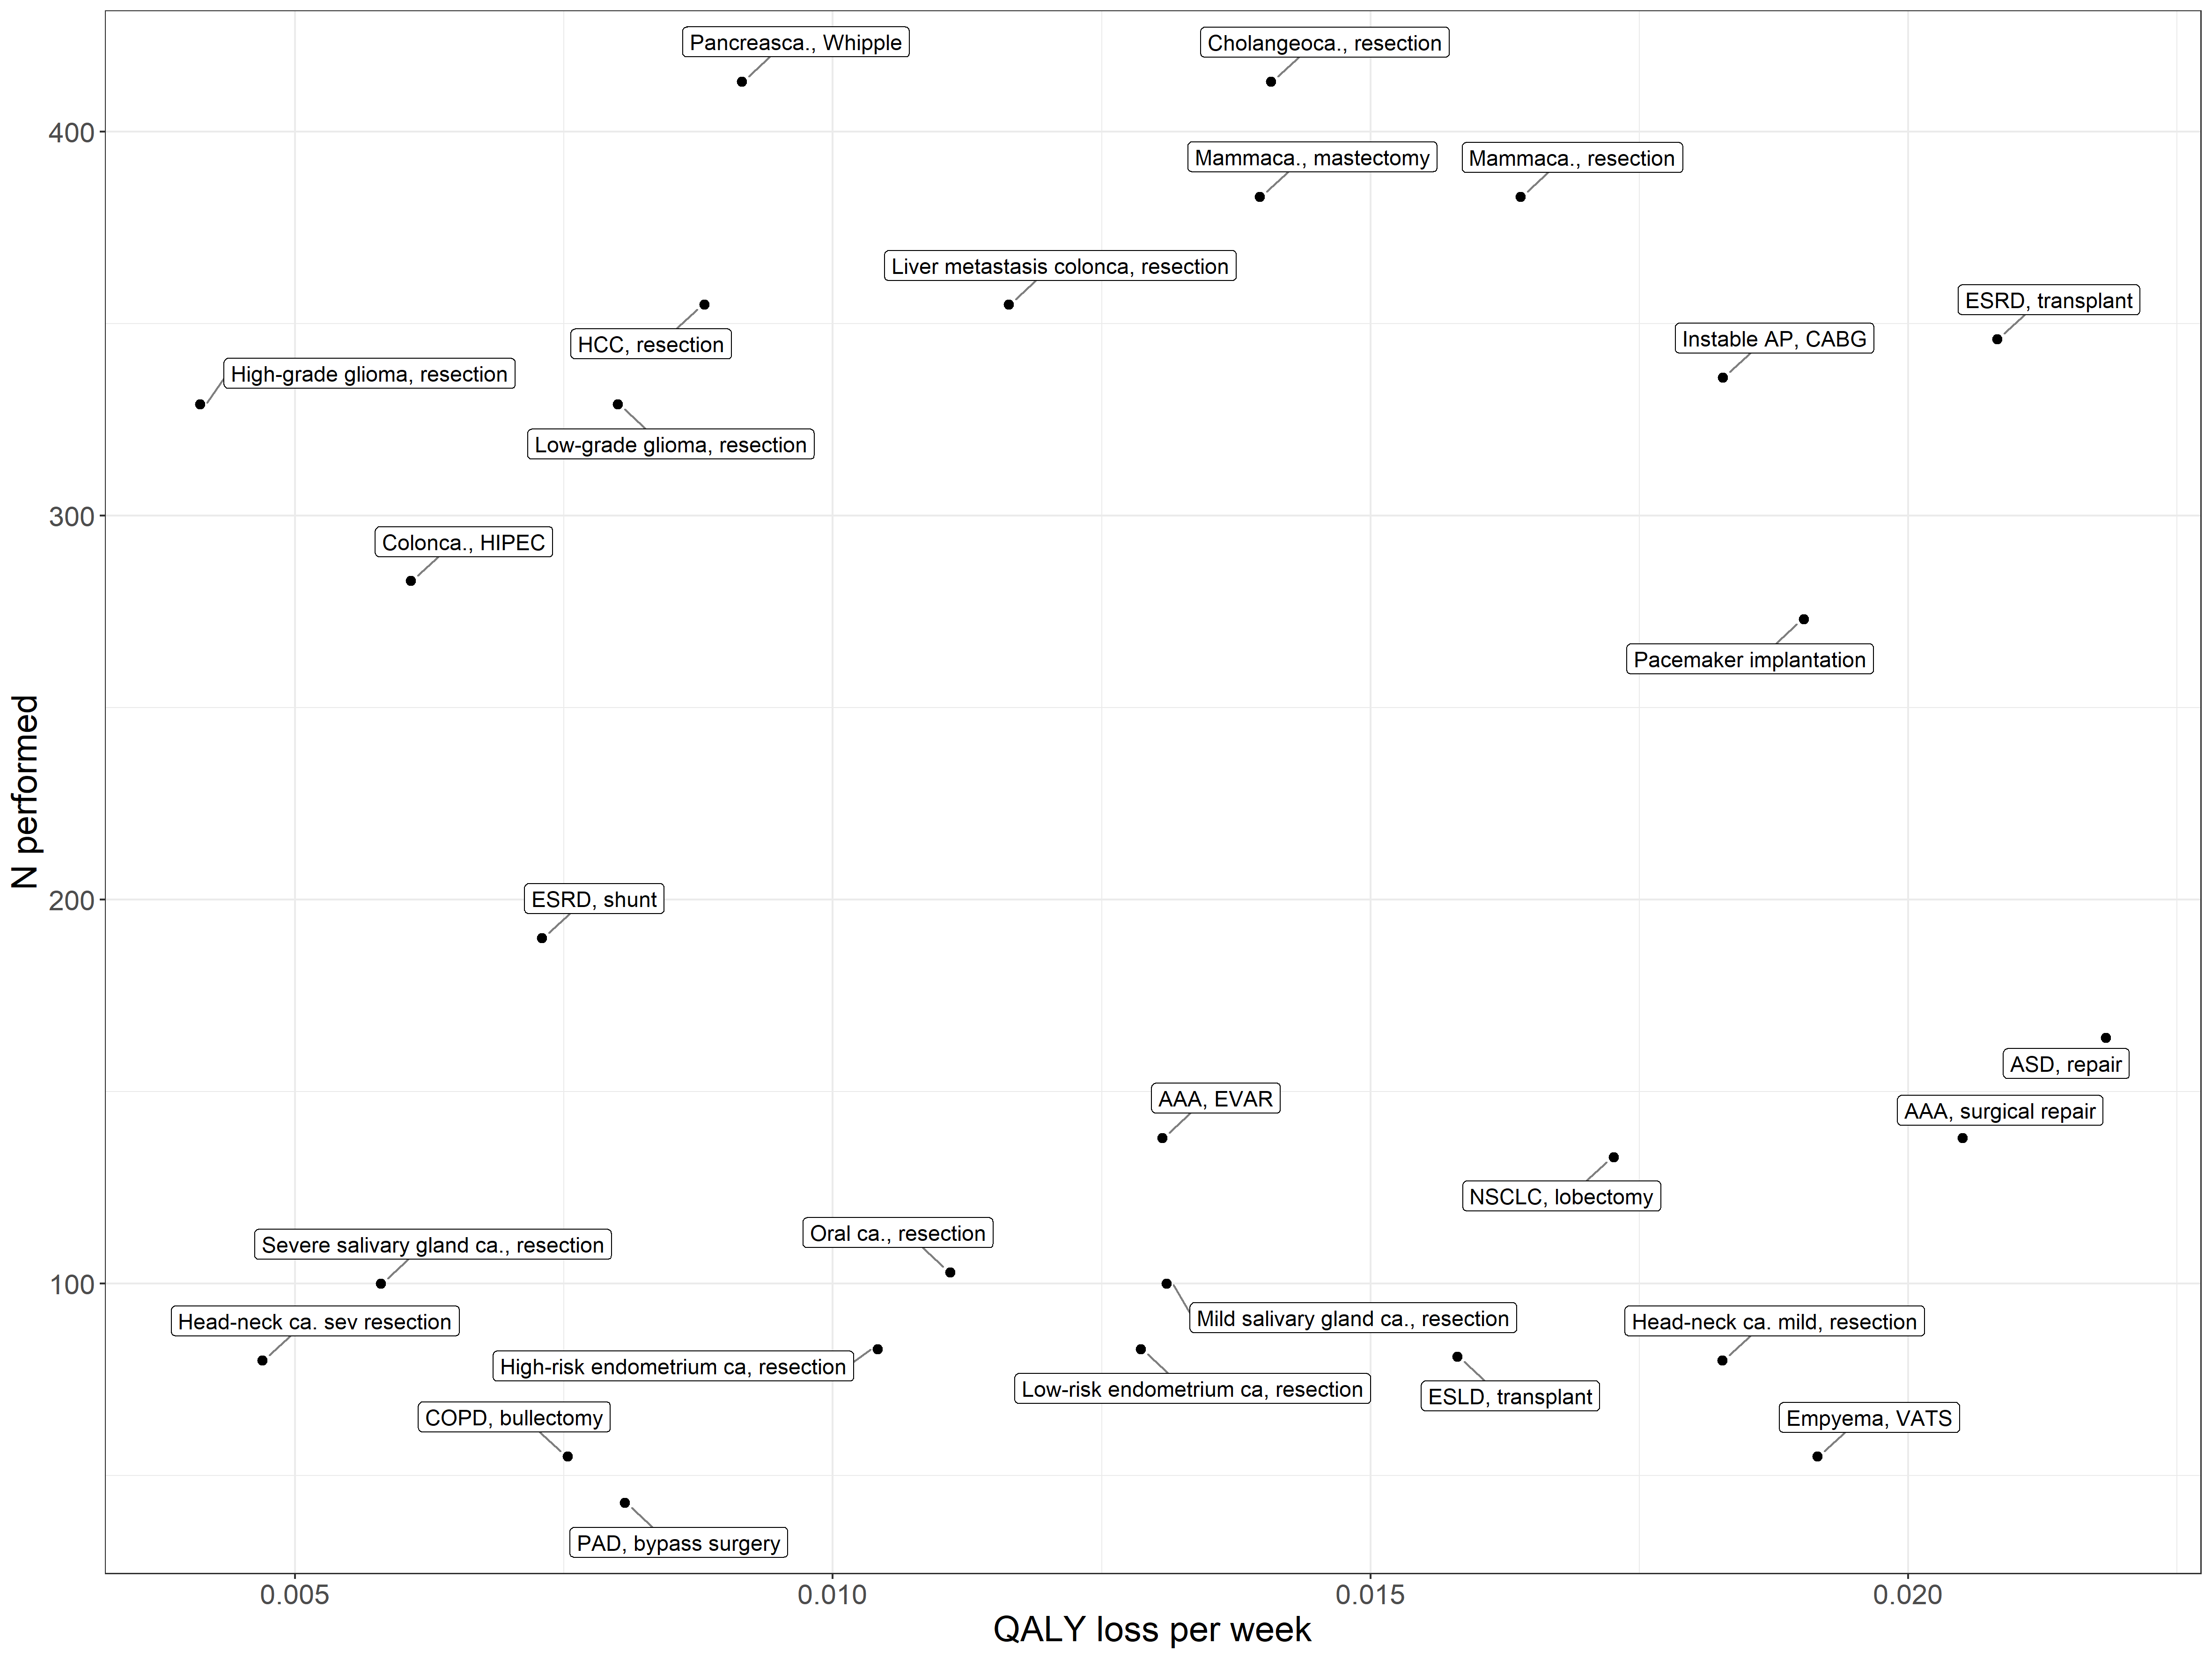 Pancreasca., Whipple
Cholangeoca., resection
400
Mammaca., mastectomy
Mammaca., resection
Liver metastasis colonca, resection
ESRD, transplant
HCC, resection
Instable AP, CABG
High-grade glioma, resection
Low-grade glioma, resection
300
Colonca., HIPEC
Pacemaker implantation
N performed
200
ESRD, shunt
ASD, repair
AAA, EVAR
AAA, surgical repair
NSCLC, lobectomy
Oral ca., resection
Severe salivary gland ca., resection
100
Mild salivary gland ca., resection
Head-neck ca. sev resection
Head-neck ca. mild, resection
High-risk endometrium ca, resection
Low-risk endometrium ca, resection
ESLD, transplant
COPD, bullectomy
Empyema, VATS
PAD, bypass surgery
0.005
0.010
0.015
0.020
QALY loss per week